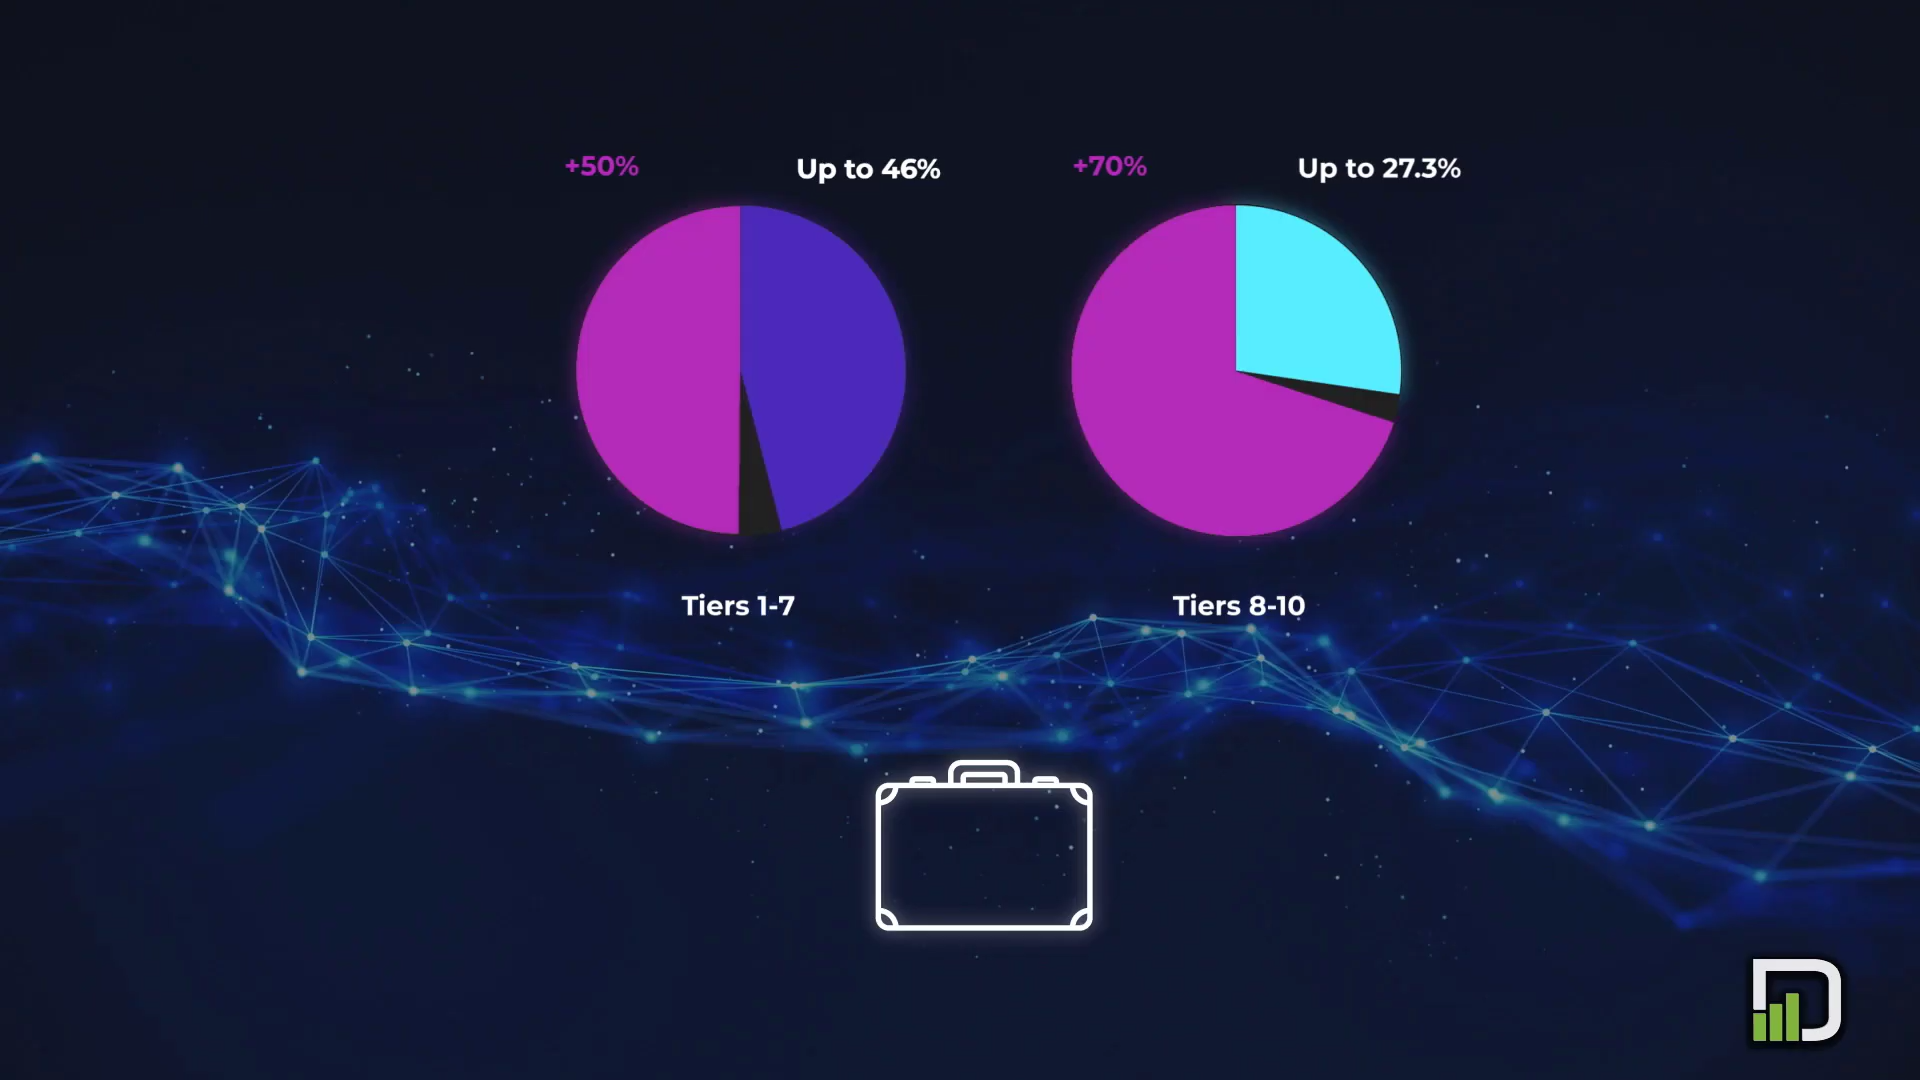 +50%
Up to 46%
+70%
Up to 27.3%
Tiers 1-7
Tiers 8-10